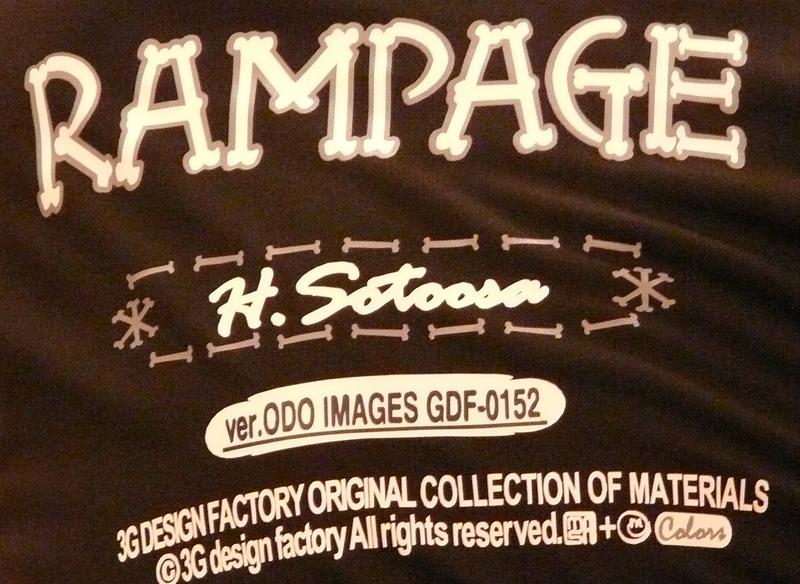 RAMPAGE
H. Sotoosa
ver.ODO IMAGES GDF-0152
3G DESIGN FACTORY ORIGINAL COLLECTION OF MATERIALS
©3G design factory All rights reserved. + Colors